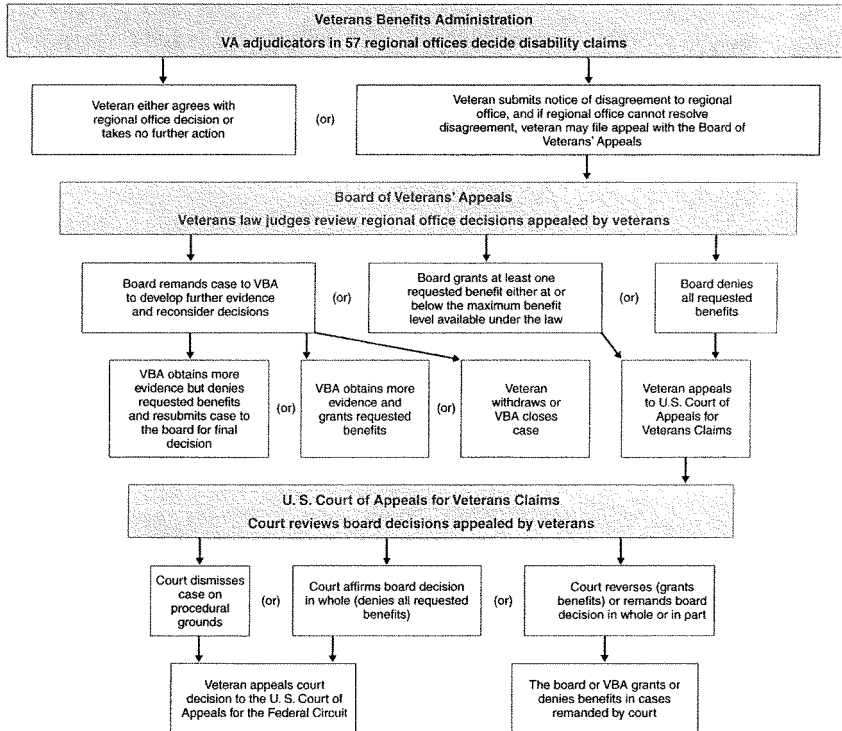 Veterans Benefits Administration
VA adjudicators in 57 regional offices decide disability claims
Veteran either agrees with
regional office decision or
takes no further action
(or)
Veteran submits notice of disagreement to regional
office, and if regional office cannot resolve
disagreement, veteran may file appeal with the Board of
Veterans' Appeals
Board of Veterans' Appeals
Veterans law judges review regional office decisions appealed by veterans
Board remands case to VBA
to develop further evidence
and reconsider decisions
(or)
Board grants at least one
requested benefit either at or
below the maximum benefit
level available under the law
(or)
Board denies
all requested
benefits
VBA obtains more
evidence but denies
requested benefits
and resubmits case to
the board for final
decision
(or)
VBA obtains more
evidence and
grants requested
benefits
(or)
Veteran
withdraws or
VBA closes
case
Veteran appeals
to U.S. Court of
Appeals for
Veterans Claims
U. S. Court of Appeals for Veterans Claims
Court reviews board decisions appealed by veterans
Court dismisses
case on
procedural
grounds
(or)
Court affirms board decision
in whole (denies all requested
benefits)
(or)
Court reverses (grants
benefits) or remands board
decision in whole or in part
Veteran appeals court
decision to the U. S. Court of
Appeals for the Federal Circuit
The board or VBA grants or
denies benefits in cases
remanded by court